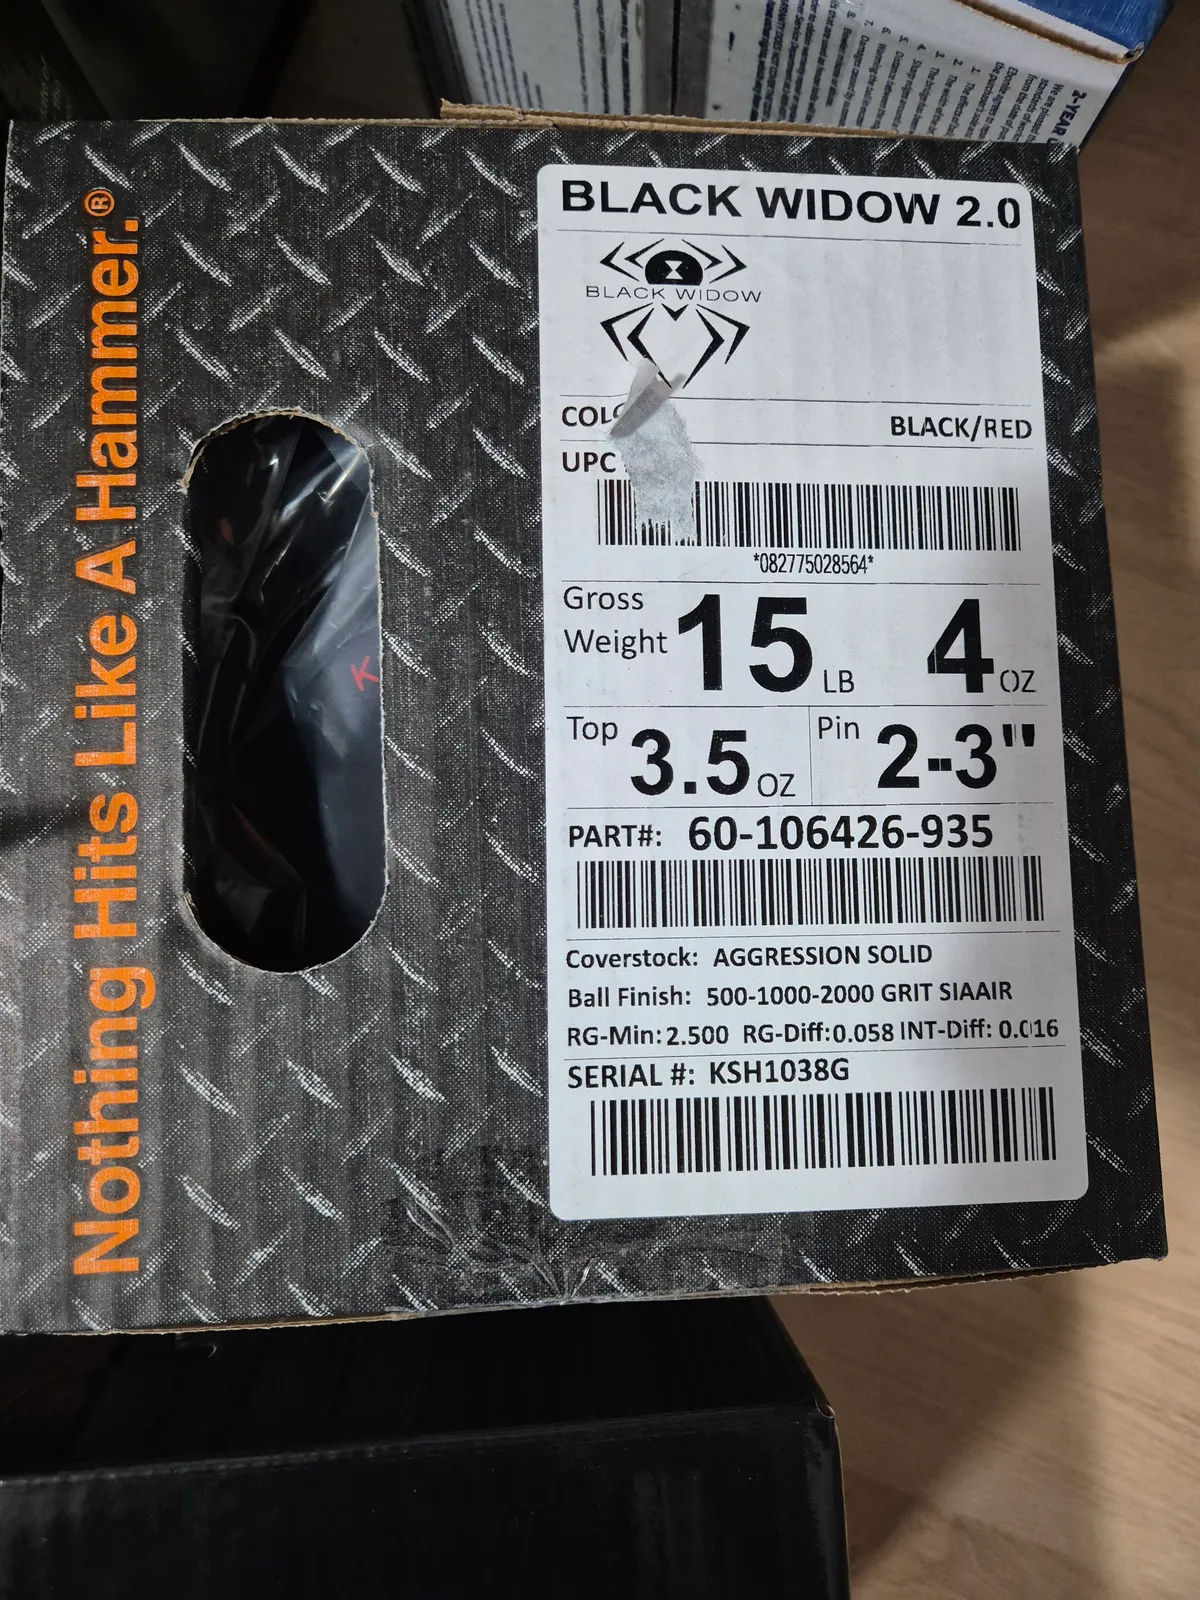 Nothing Hits Like A Hammer.®
BLACK WIDOW 2.0
BLACK WIDOW
BLACK/RED
UPC
*082775028564*
Gross Weight 15 LB 4 OZ
Top 3.5 OZ Pin 2-3"
PART#: 60-106426-935
Coverstock: AGGRESSION SOLID
Ball Finish: 500-1000-2000 GRIT SIAAIR
RG-Min: 2.500 RG-Diff: 0.058 INT-Diff: 0.016
SERIAL #: KSH1038G
K
2-YEAR